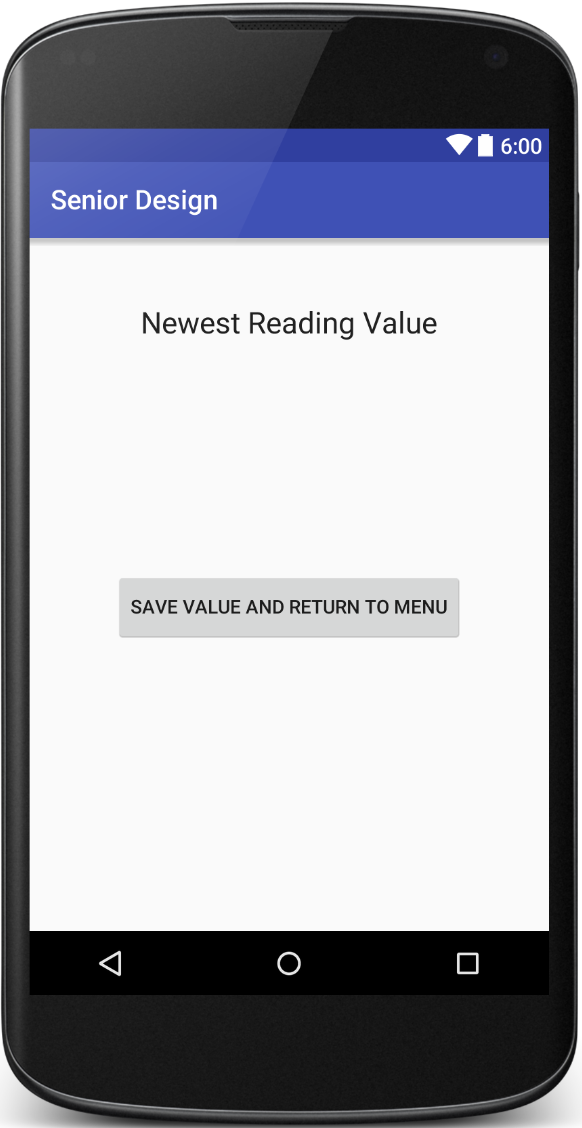 6:00
Senior Design
Newest Reading Value
SAVE VALUE AND RETURN TO MENU